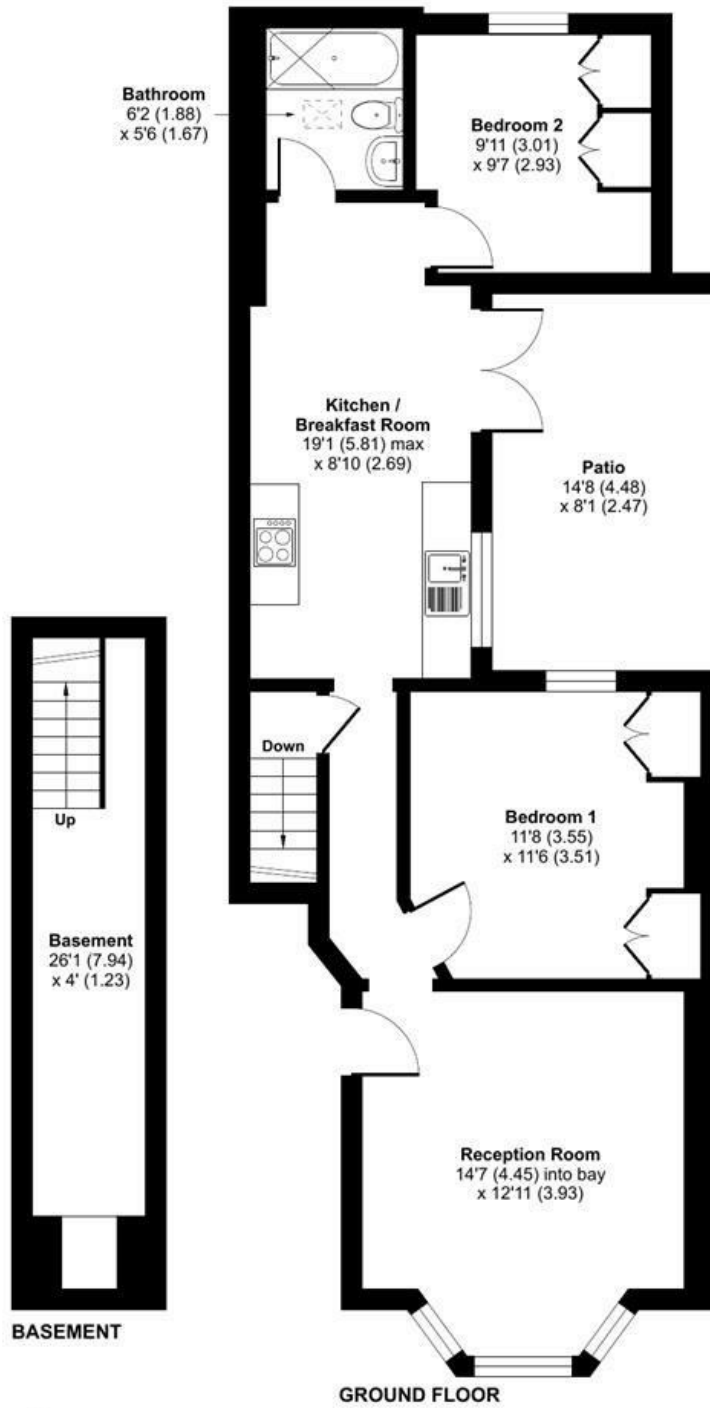 Bathroom
6'2 (1.88)
x 5'6 (1.67)
Bedroom 2
9'11 (3.01)
x 9'7 (2.93)
Kitchen /
Breakfast Room
19'1 (5.81) max
x 8'10 (2.69)
Patio
14'8 (4.48)
x 8'1 (2.47)
Down
Up
Bedroom 1
11'8 (3.55)
x 11'6 (3.51)
Basement
26'1 (7.94)
x 4' (1.23)
Reception Room
14'7 (4.45) into bay
x 12'11 (3.93)
BASEMENT
GROUND FLOOR